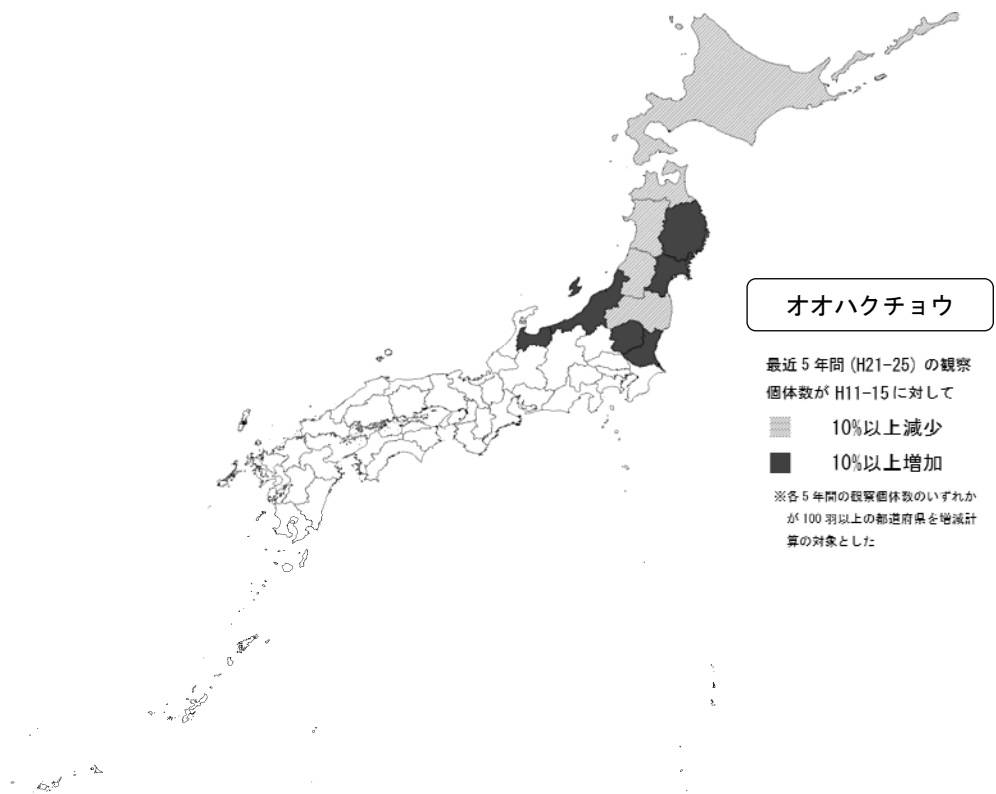 オオハクチョウ
最近5年間(H21-25)の観察
個体数がH11-15に対して
10%以上減少
10%以上増加
※各5年間の観察個体数のいずれか
が100羽以上の都道府県を増減計
算の対象とした